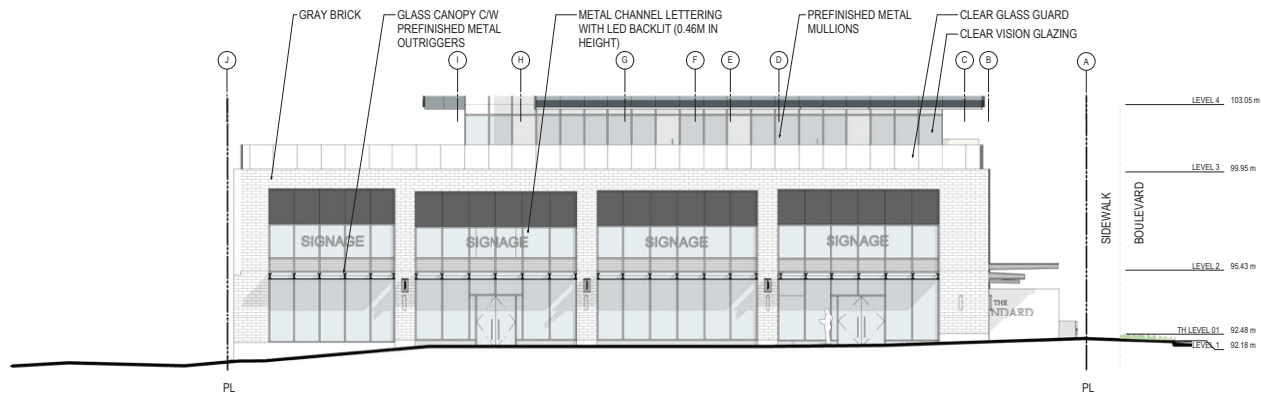 GRAY BRICK
GLASS CANOPY C/W
PREFINISHED METAL
OUTRIGGERS
METAL CHANNEL LETTERING
WITH LED BACKLIT (0.46M IN
HEIGHT)
PREFINISHED METAL
MULLIONS
CLEAR GLASS GUARD
CLEAR VISION GLAZING
J
I
H
G
F
E
D
C
B
A
LEVEL 4 103.05 m
LEVEL 3 99.95 m
SIDEWALK
BOULEVARD
SIGNAGE
SIGNAGE
SIGNAGE
SIGNAGE
LEVEL 2 95.43 m
THE
NDARD
TH LEVEL 01 92.48 m
LEVEL 1 92.18 m
PL
PL